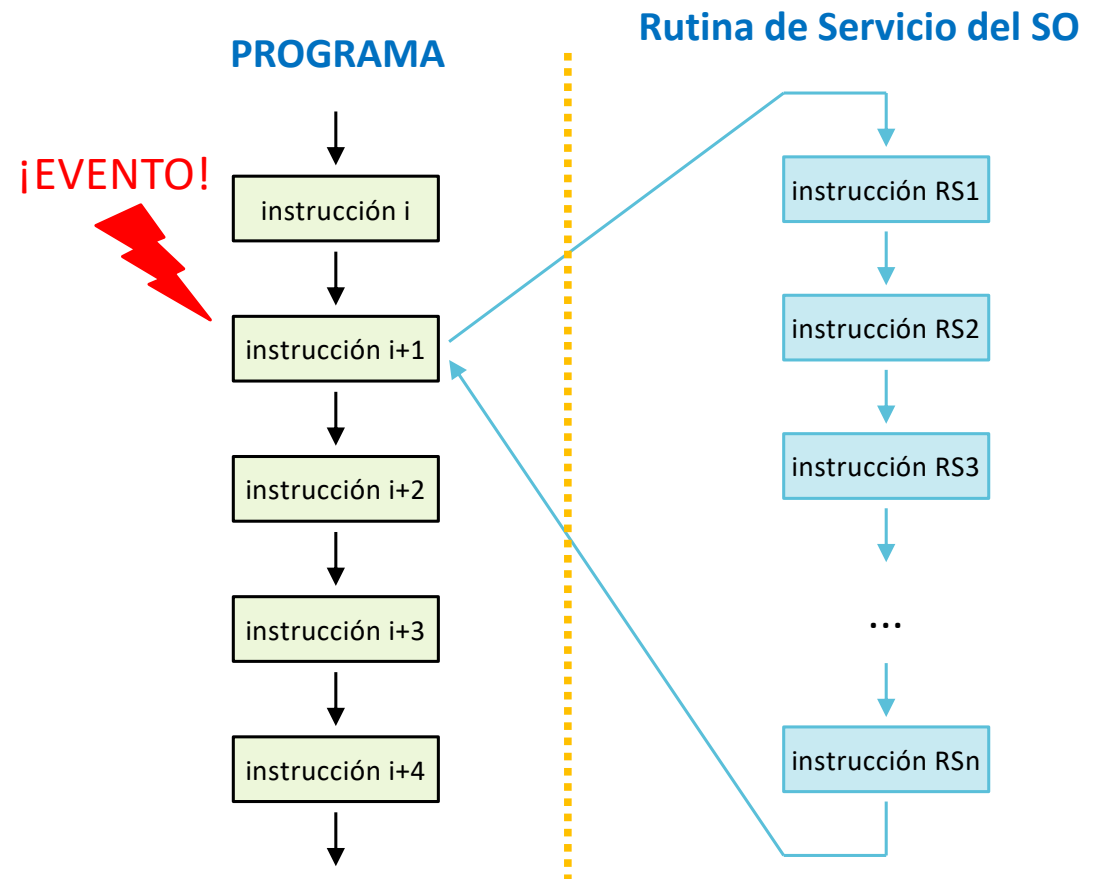 PROGRAMA
¡EVENTO!
instrucción i
instrucción i+1
instrucción i+2
instrucción i+3
instrucción i+4
Rutina de Servicio del SO
instrucción RS1
instrucción RS2
instrucción RS3
...
instrucción RSn